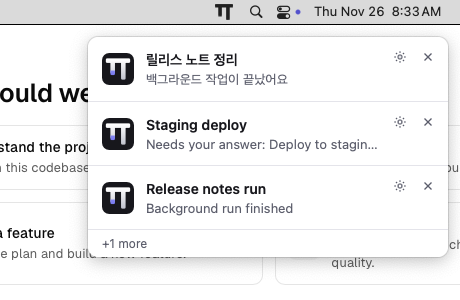 Thu Nov 26 8:33 AM
ould we
릴리스 노트 정리
백그라운드 작업이 끝났어요
stand the proj
n this codebase
Staging deploy
Needs your answer: Deploy to stagin...
Release notes run
Background run finished
a feature
e plan and build a new feature.
+1 more
quality.